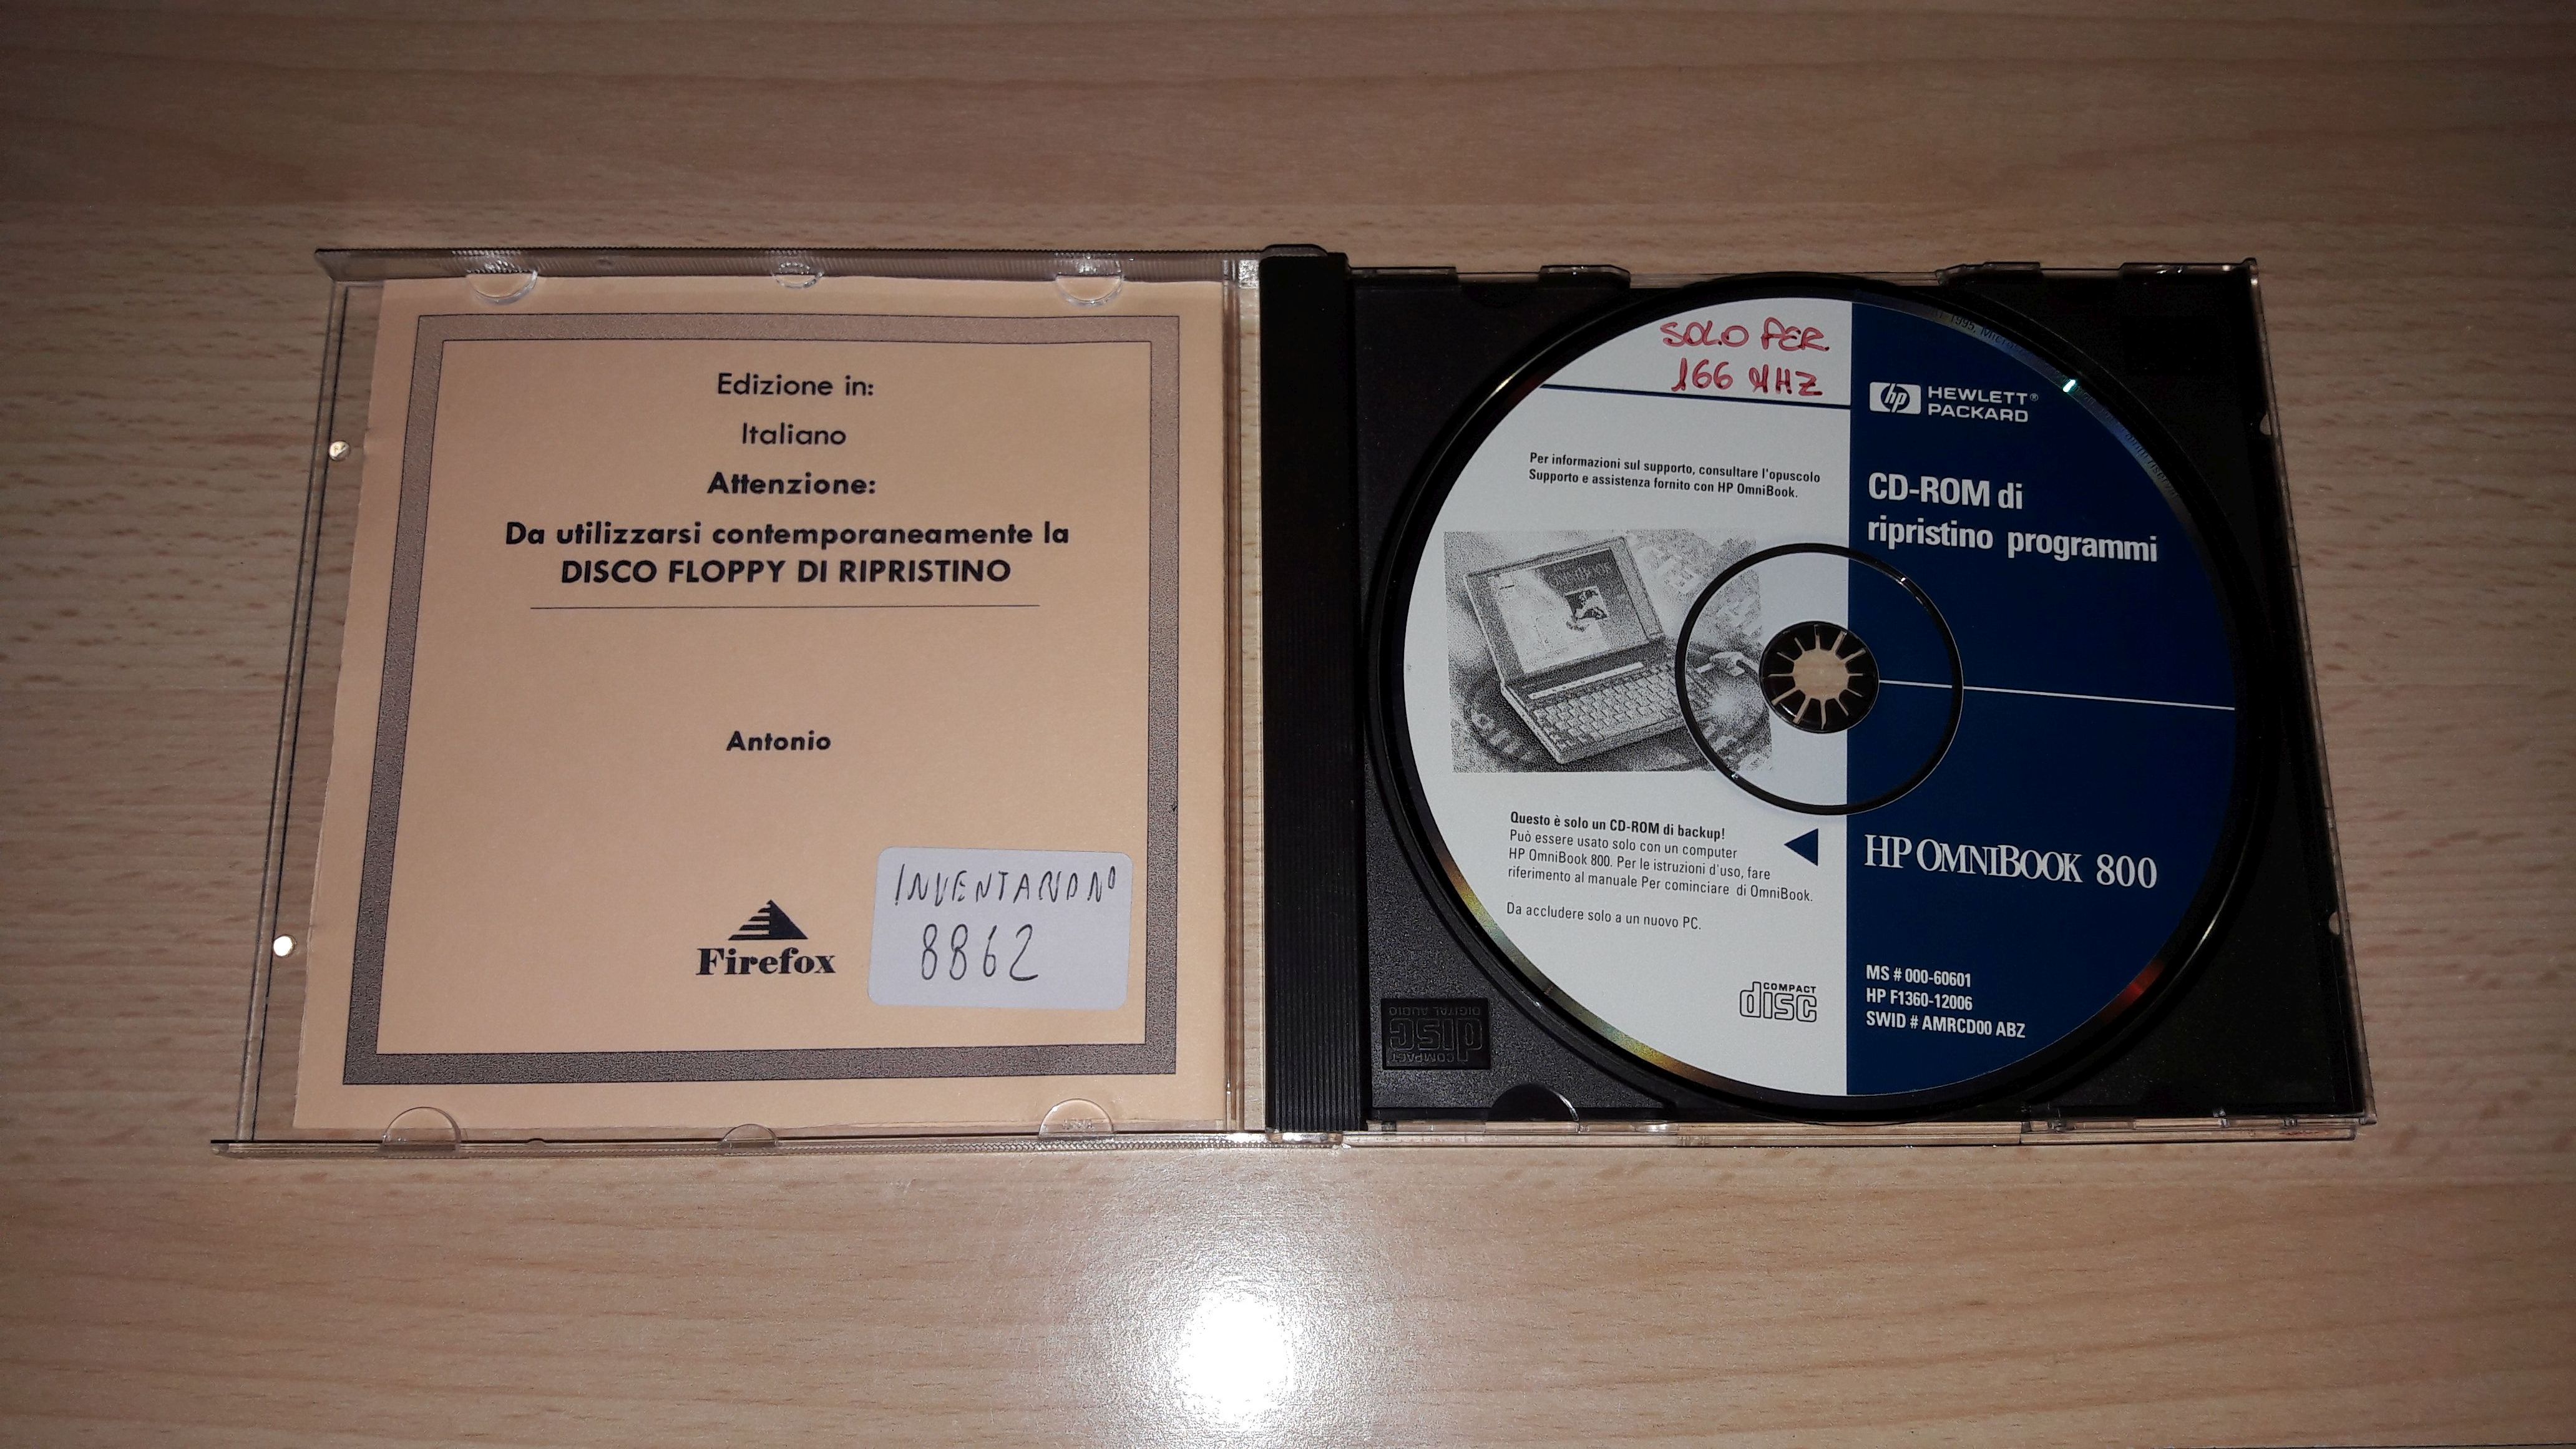 Edizione in:
Italiano
Attenzione:
Da utilizzarsi contemporaneamente la
DISCO FLOPPY DI RIPRISTINO
Antonio
Firefox
INVENTARIO N°
8862
SOLO PER
166 MHZ
Per informazioni sul supporto, consultare l'opuscolo
Supporto e assistenza fornito con HP OmniBook.
Questo è solo un CD-ROM di backup!
Può essere usato solo con un computer
HP OmniBook 800. Per le istruzioni d'uso, fare
riferimento al manuale Per cominciare di OmniBook.
Da accludere solo a un nuovo PC.
COMPACT
disc
hp HEWLETT®
PACKARD
CD-ROM di
ripristino programmi
HP OMNIBOOK 800
MS # 000-60601
HP F1360-12006
SWID # AMRCD00 ABZ
COMPACT
disc
DIGITAL AUDIO